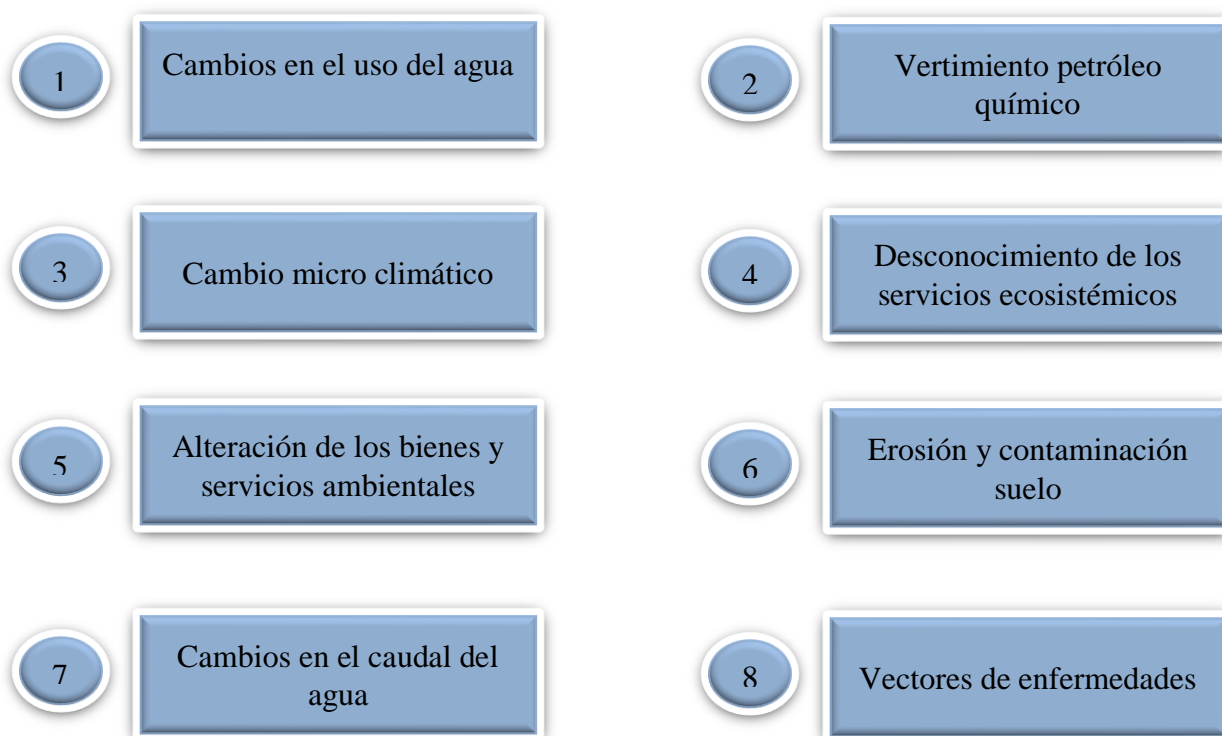 1
Cambios en el uso del agua
2
Vertimiento petróleo
químico
3
Cambio micro climático
4
Desconocimiento de los
servicios ecosistémicos
5
Alteración de los bienes y
servicios ambientales
6
Erosión y contaminación
suelo
7
Cambios en el caudal del
agua
8
Vectores de enfermedades